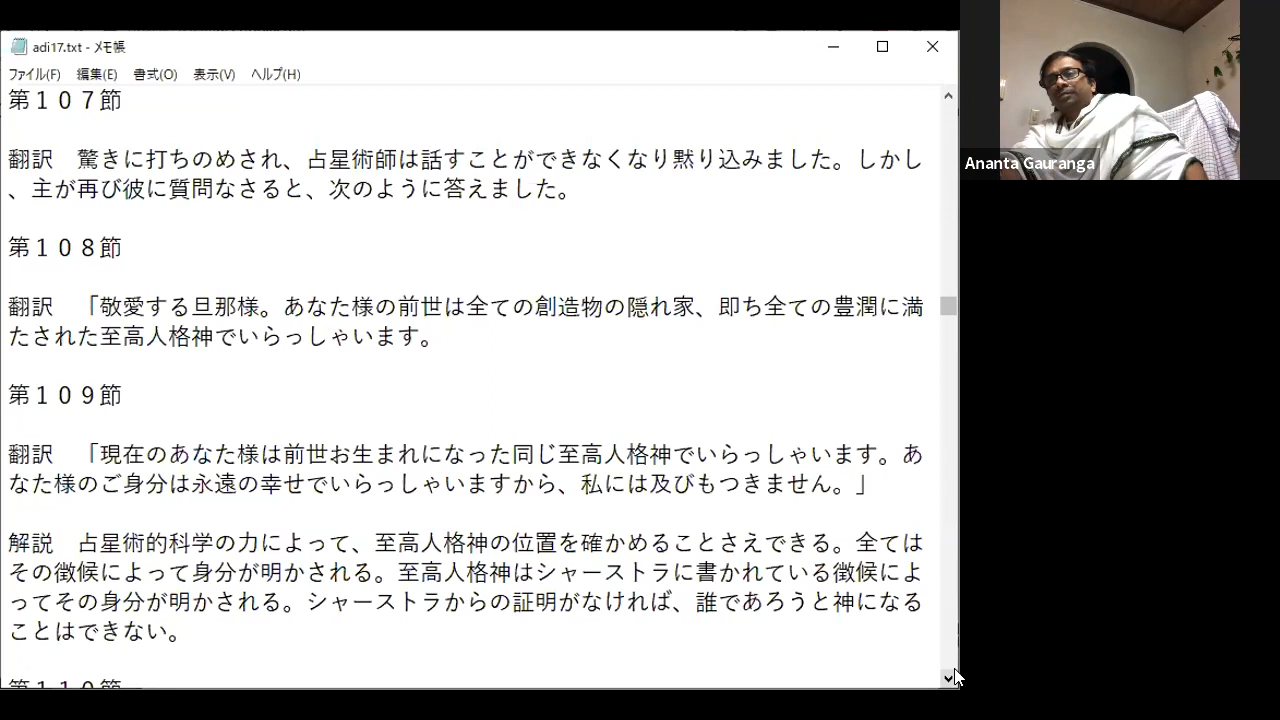 adi17.txt - メモ帳
ファイル(F) 編集(E) 書式(O) 表示(V) ヘルプ(H)
第１０７節
翻訳　驚きに打ちのめされ、占星術師は話すことができなくなり黙り込みました。しかし
、主が再び彼に質問なさると、次のように答えました。
第１０８節
翻訳　「敬愛する旦那様。あなた様の前世は全ての創造物の隠れ家、即ち全ての豊潤に満
たされた至高人格神でいらっしゃいます。
第１０９節
翻訳　「現在のあなた様は前世お生まれになった同じ至高人格神でいらっしゃいます。あ
なた様のご身分は永遠の幸せでいらっしゃいますから、私には及びもつきません。」
解説　占星術的科学の力によって、至高人格神の位置を確かめることさえできる。全ては
その徴候によって身分が明かされる。至高人格神はシャーストラに書かれている徴候によ
ってその身分が明かされる。シャーストラからの証明がなければ、誰であろうと神になる
ことはできない。
第１１０節
Ananta Gauranga